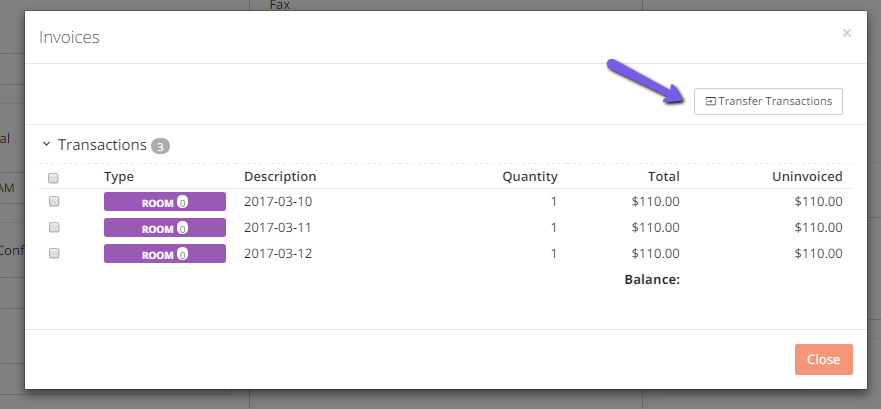 Fax
Invoices ×
Transfer Transactions
Transactions 3
Type Description Quantity Total Uninvoiced
ROOM 0 2017-03-10 1 $110.00 $110.00
ROOM 0 2017-03-11 1 $110.00 $110.00
ROOM 0 2017-03-12 1 $110.00 $110.00
Balance:
Close
al
AM
Conf